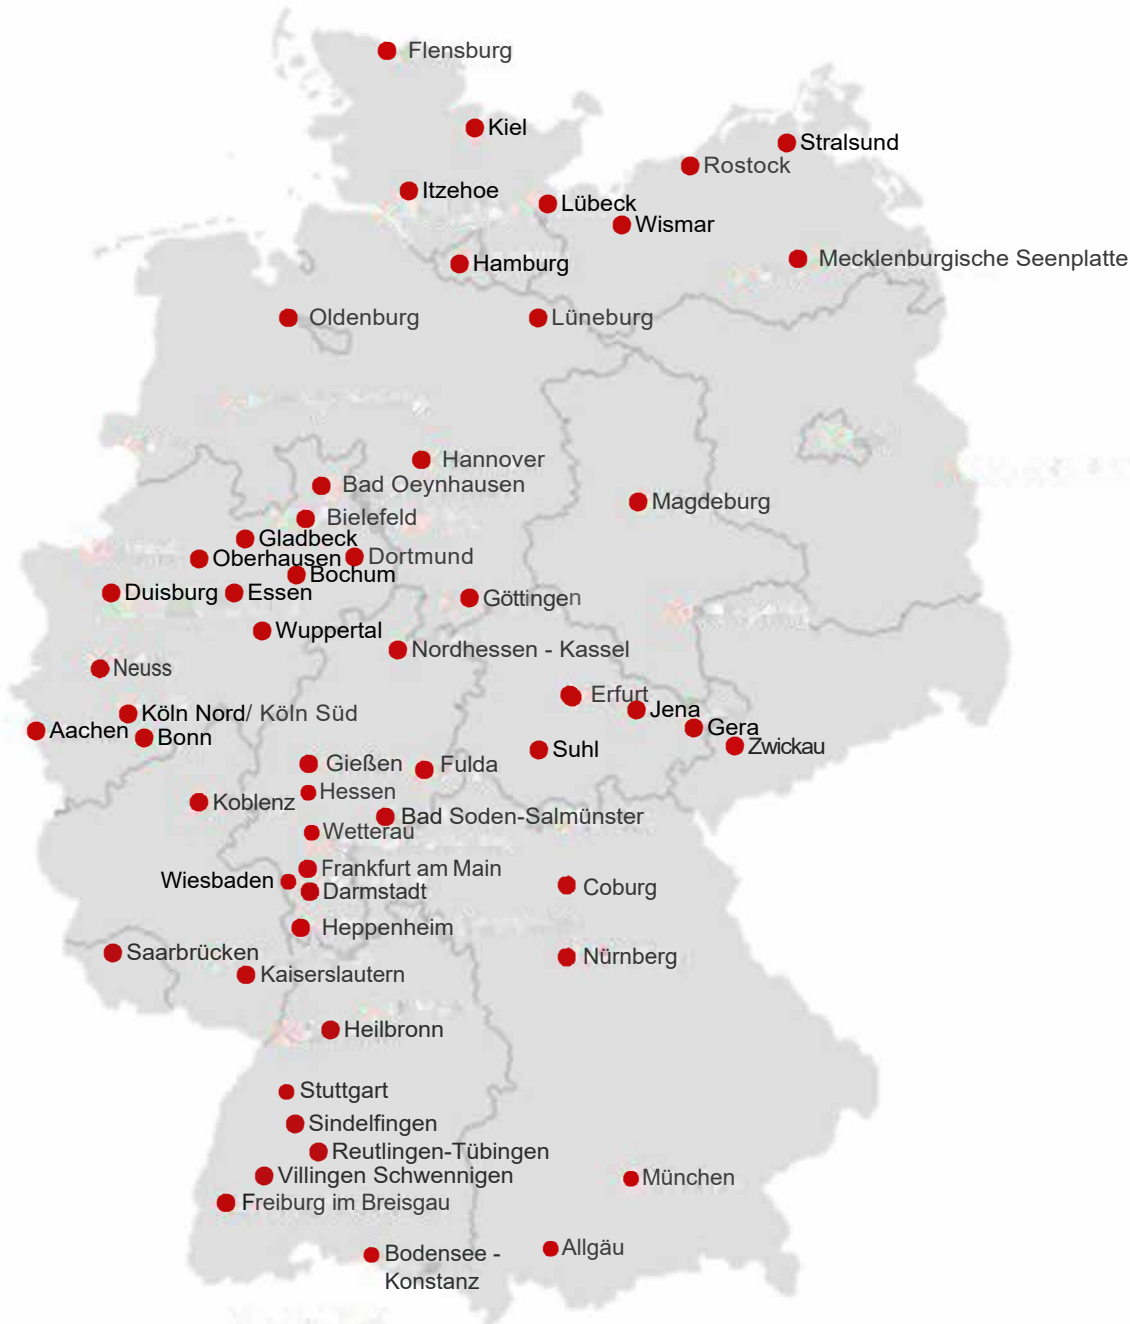 Flensburg
Kiel
Stralsund
Rostock
Itzehoe
Lübeck
Wismar
Mecklenburgische Seenplatte
Hamburg
Oldenburg
Lüneburg
Hannover
Bad Oeynhausen
Magdeburg
Bielefeld
Gladbeck
Oberhausen
Dortmund
Bochum
Duisburg
Essen
Göttingen
Wuppertal
Nordhessen - Kassel
Neuss
Erfurt
Jena
Köln Nord/ Köln Süd
Gera
Aachen
Bonn
Zwickau
Suhl
Gießen
Fulda
Hessen
Koblenz
Bad Soden-Salmünster
Wetterau
Frankfurt am Main
Wiesbaden
Darmstadt
Coburg
Heppenheim
Saarbrücken
Nürnberg
Kaiserslautern
Heilbronn
Stuttgart
Sindelfingen
Reutlingen-Tübingen
Villingen Schwennigen
München
Freiburg im Breisgau
Allgäu
Bodensee -
Konstanz